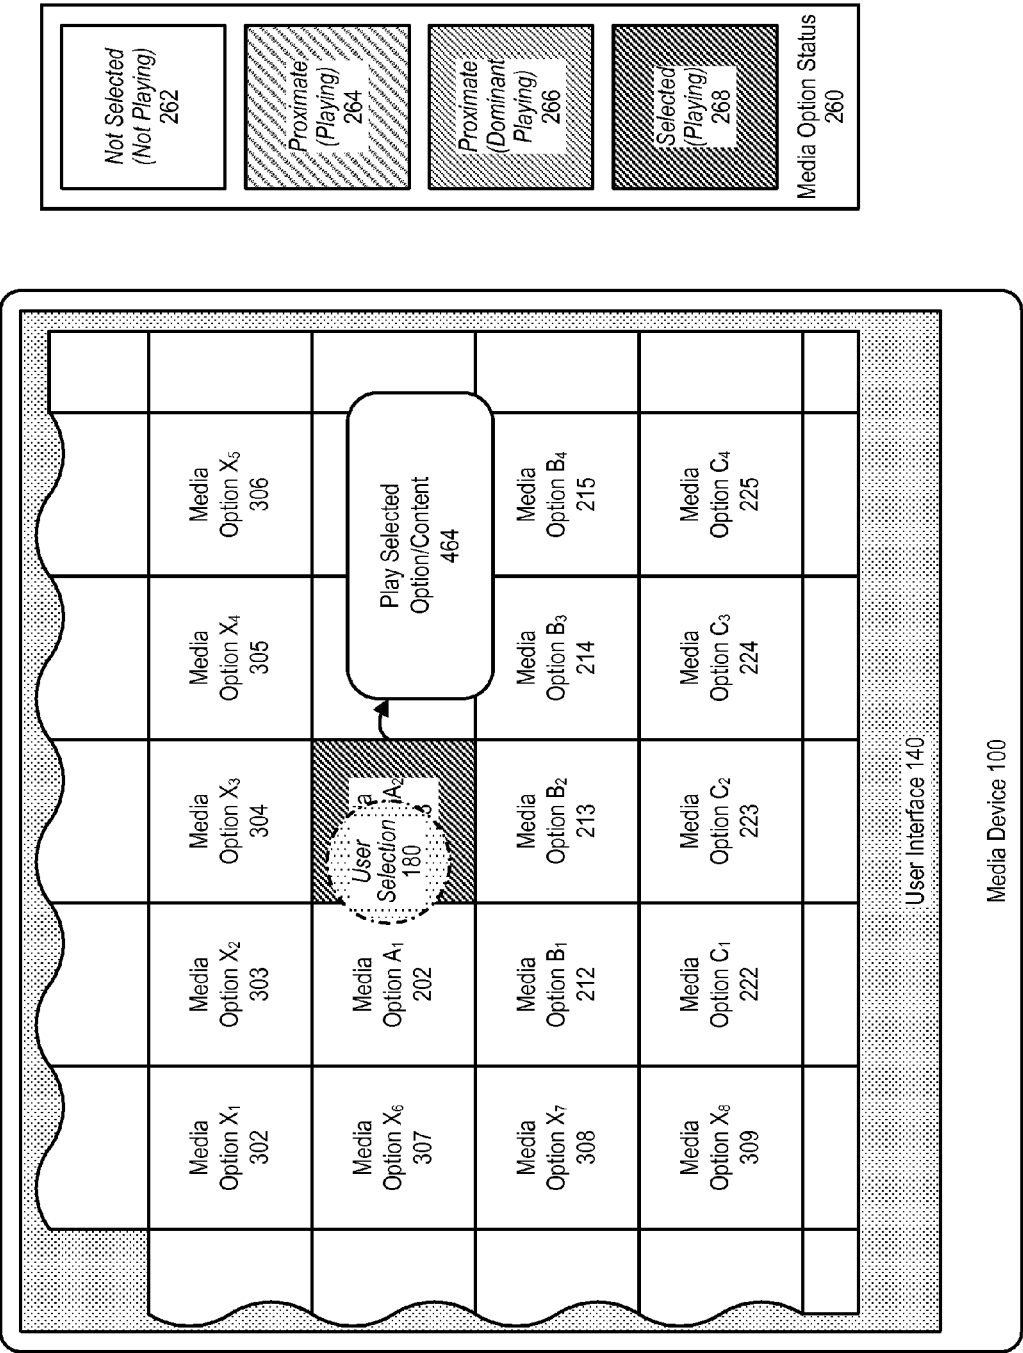 Media
Option X₁
302
Media
Option X₂
303
Media
Option X₃
304
Media
Option X₄
305
Media
Option X₅
306
Media
Option X₆
307
Media
Option A₁
202
User
Selection
180
A₂
Play Selected
Option/Content
464
Media
Option X₇
308
Media
Option B₁
212
Media
Option B₂
213
Media
Option B₃
214
Media
Option B₄
215
Media
Option X₈
309
Media
Option C₁
222
Media
Option C₂
223
Media
Option C₃
224
Media
Option C₄
225
User Interface 140
Media Device 100
Not Selected
(Not Playing)
262
Proximate
(Playing)
264
Proximate
(Dominant
Playing)
266
Selected
(Playing)
268
Media Option Status
260